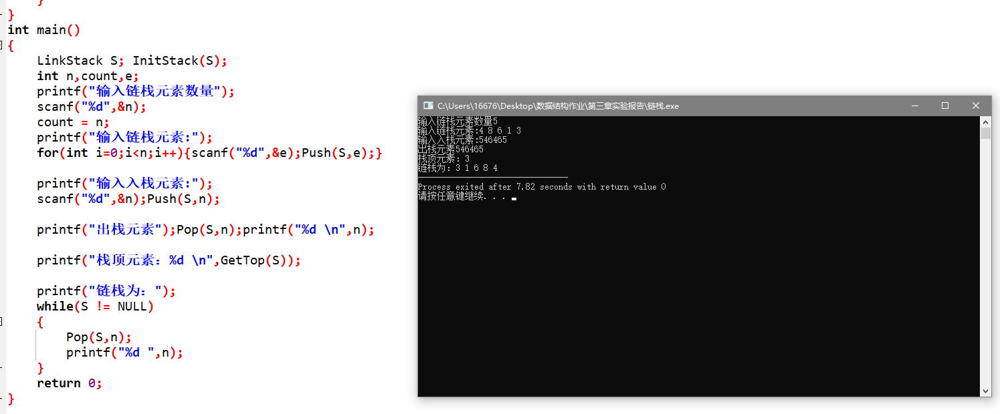 }
}
int main()
{
LinkStack S; InitStack(S);
int n,count,e;
printf("输入链栈元素数量");
scanf("%d",&n);
count = n;
printf("输入链栈元素:");
for(int i=0;i<n;i++){scanf("%d",&e);Push(S,e);}
printf("输入入栈元素:");
scanf("%d",&n);Push(S,n);
printf("出栈元素");Pop(S,n);printf("%d \n",n);
printf("栈顶元素：%d \n",GetTop(S));
printf("链栈为：");
while(S != NULL)
{
Pop(S,n);
printf("%d ",n);
}
return 0;
}
C:\Users\16676\Desktop\数据结构作业\第三章实验报告\链栈.exe
输入链栈元素数量5
输入链栈元素:4 8 6 1 3
输入入栈元素:546465
出栈元素546465
栈顶元素：3
链栈为：3 1 6 8 4
--------------------------------
Process exited after 7.82 seconds with return value 0
请按任意键继续. . .